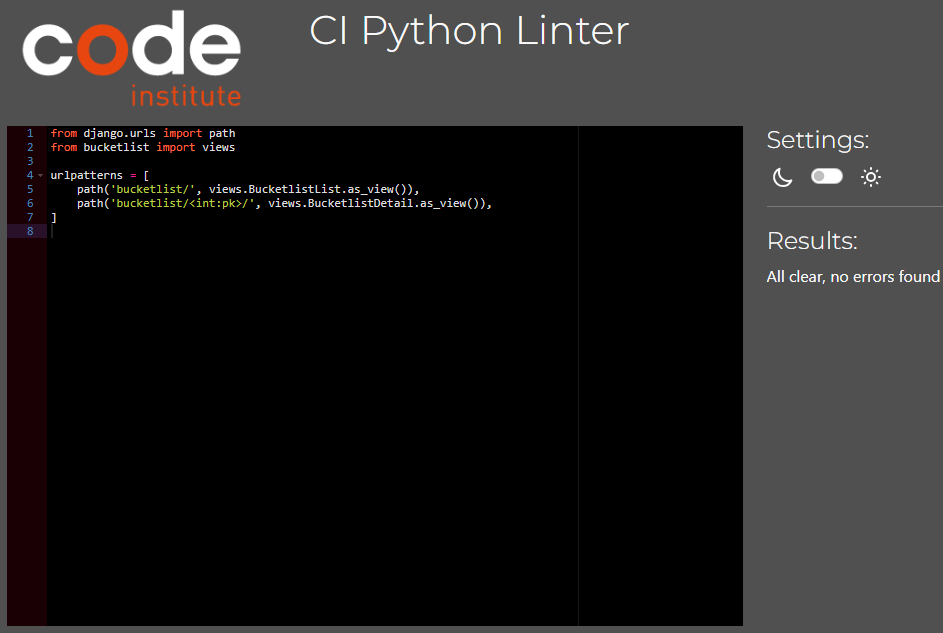 code
institute
CI Python Linter
1 from django.urls import path
2 from bucketlist import views
3
4 urlpatterns = [
5     path('bucketlist/', views.BucketlistList.as_view()),
6     path('bucketlist/<int:pk>/', views.BucketlistDetail.as_view()),
7 ]
8
Settings:
Results:
All clear, no errors found